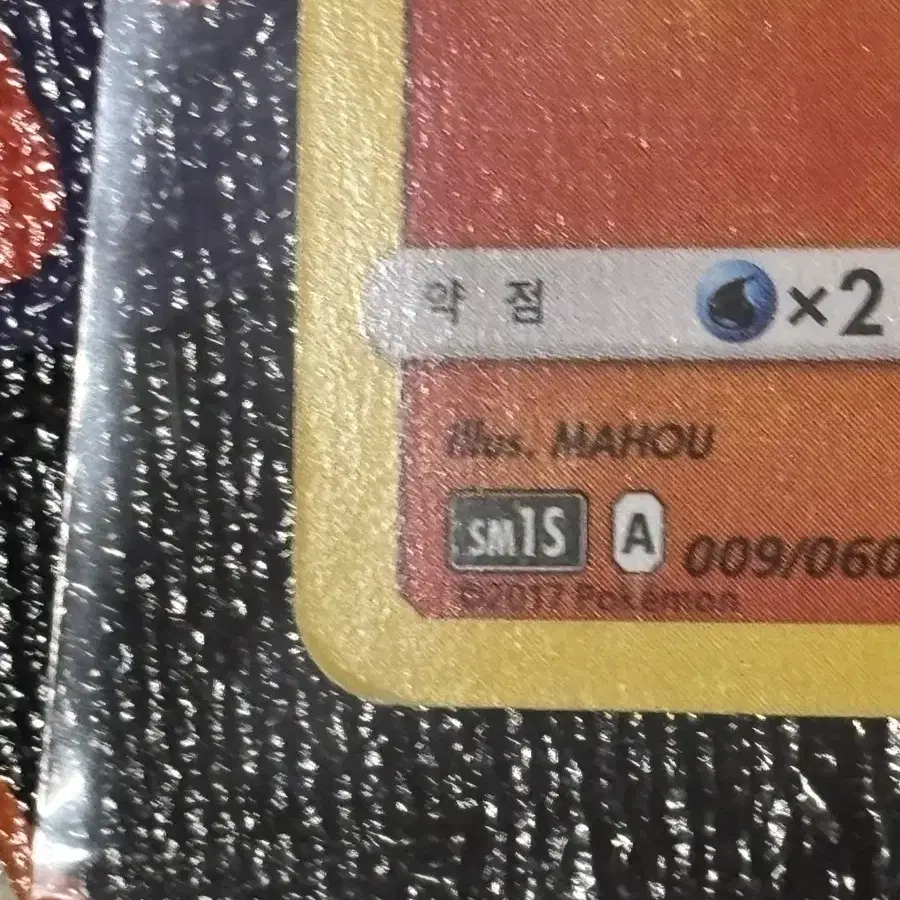 약 점 ×2
illus. MAHOU
SM1S A 009/060
©2017 Pokémon